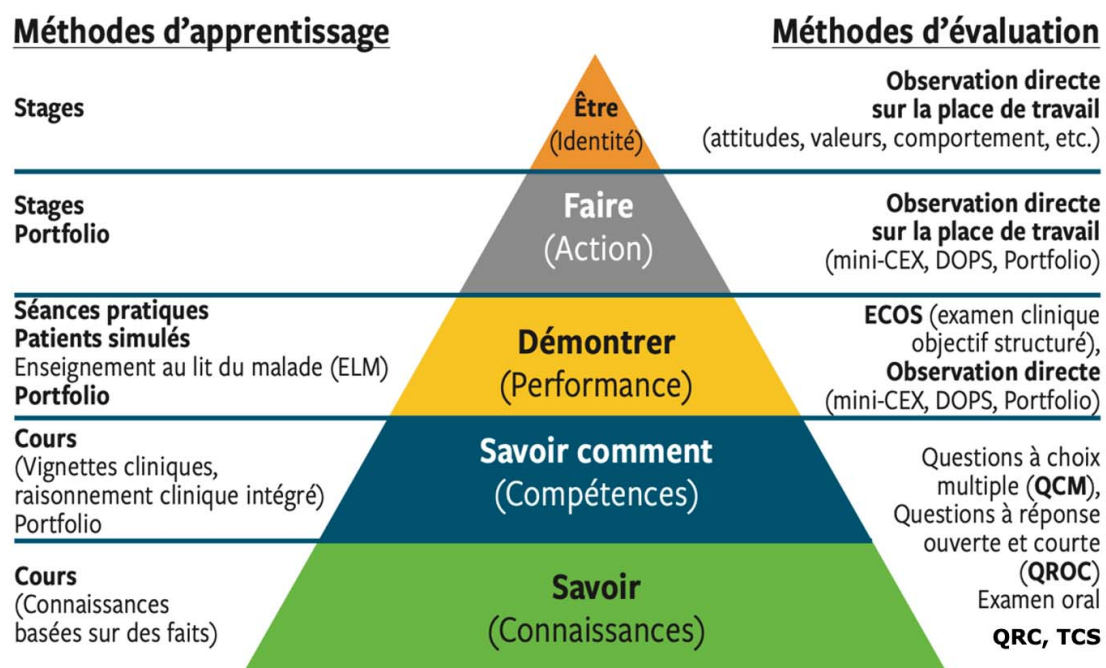 Méthodes d’apprentissage
Méthodes d’évaluation
Stages
Être
(Identité)
Observation directe
sur la place de travail
(attitudes, valeurs, comportement, etc.)
Stages
Portfolio
Faire
(Action)
Observation directe
sur la place de travail
(mini-CEX, DOPS, Portfolio)
Séances pratiques
Patients simulés
Enseignement au lit du malade (ELM)
Portfolio
Démontrer
(Performance)
ECOS (examen clinique
objectif structuré),
Observation directe
(mini-CEX, DOPS, Portfolio)
Cours
(Vignettes cliniques,
raisonnement clinique intégré)
Portfolio
Savoir comment
(Compétences)
Questions à choix
multiple (QCM),
Questions à réponse
ouverte et courte
(QROC)
Examen oral
QRC, TCS
Cours
(Connaissances
basées sur des faits)
Savoir
(Connaissances)